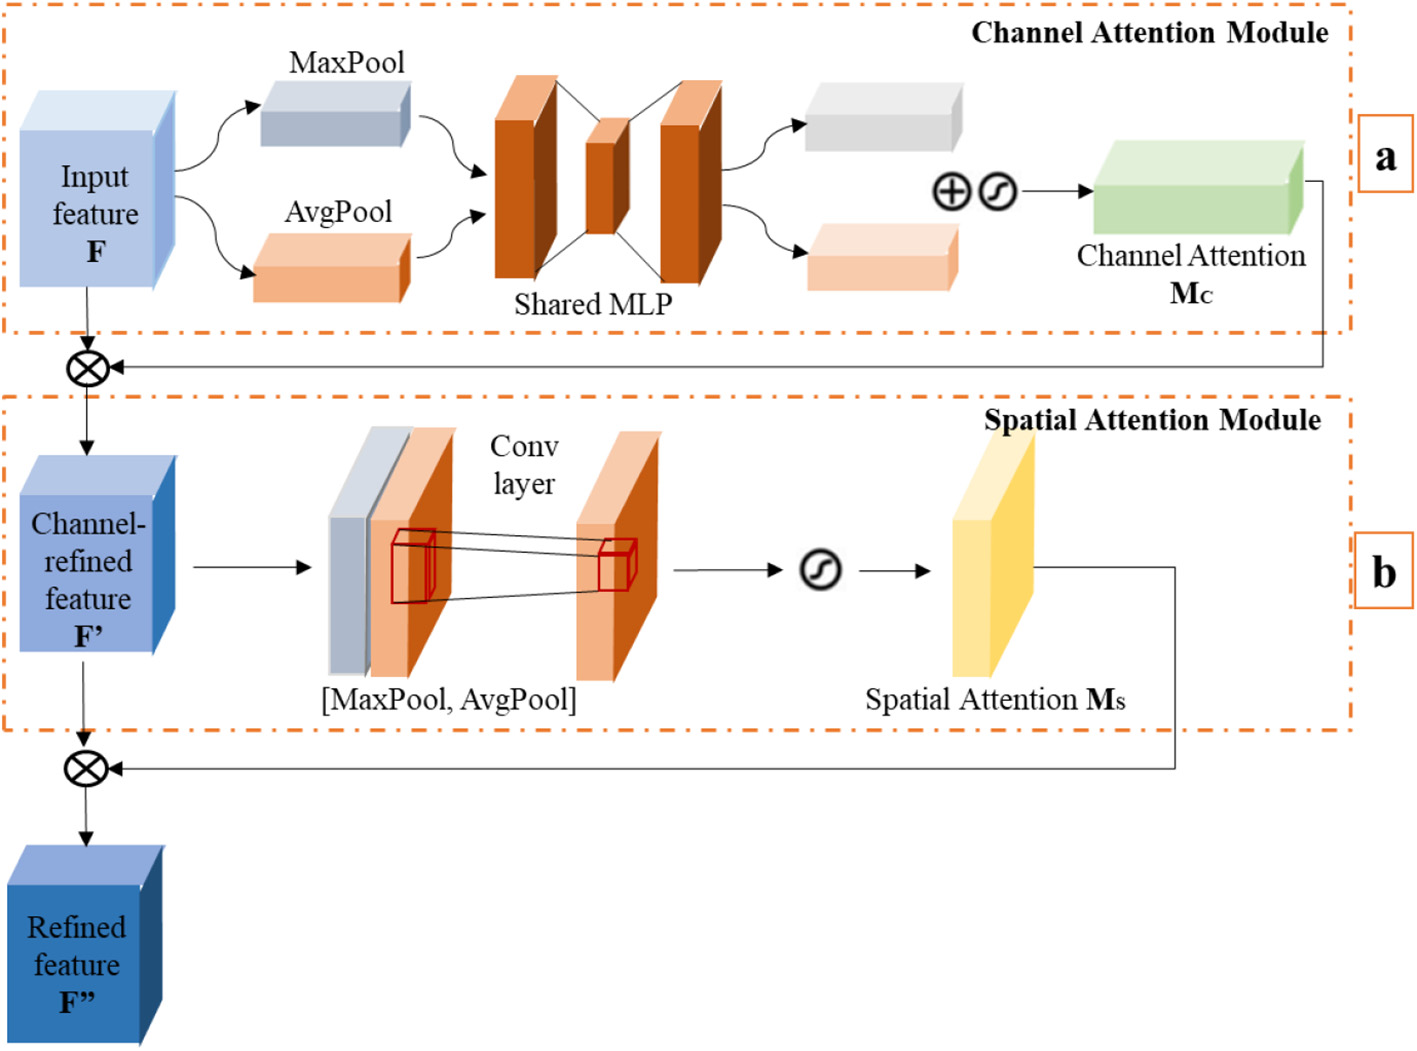 Channel Attention Module
MaxPool
a
Input
feature
F
AvgPool
Channel Attention
Mc
Shared MLP
Spatial Attention Module
Conv
layer
Channel-
refined
feature
F’
b
[MaxPool, AvgPool]
Spatial Attention Ms
Refined
feature
F”